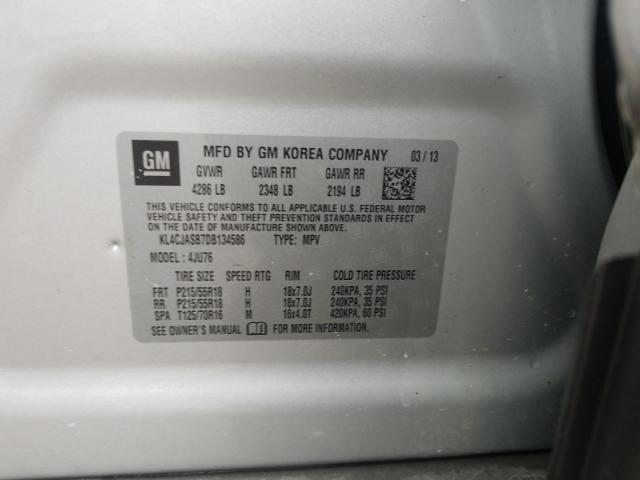 GM MFD BY GM KOREA COMPANY 03 / 13
GVWR GAWR FRT GAWR RR
4286 LB 2348 LB 2194 LB
THIS VEHICLE CONFORMS TO ALL APPLICABLE U.S. FEDERAL MOTOR
VEHICLE SAFETY AND THEFT PREVENTION STANDARDS IN EFFECT
ON THE DATE OF MANUFACTURE SHOWN ABOVE.
KL4CJASB7DB134586 TYPE: MPV
MODEL : 4JU76
TIRE SIZE SPEED RTG RIM COLD TIRE PRESSURE
FRT P215/55R18 H 18x7.0J 240KPA, 35 PSI
RR P215/55R18 H 18x7.0J 240KPA, 35 PSI
SPA T125/70R16 M 16x4.0T 420KPA, 60 PSI
SEE OWNER'S MANUAL FOR MORE INFORMATION.